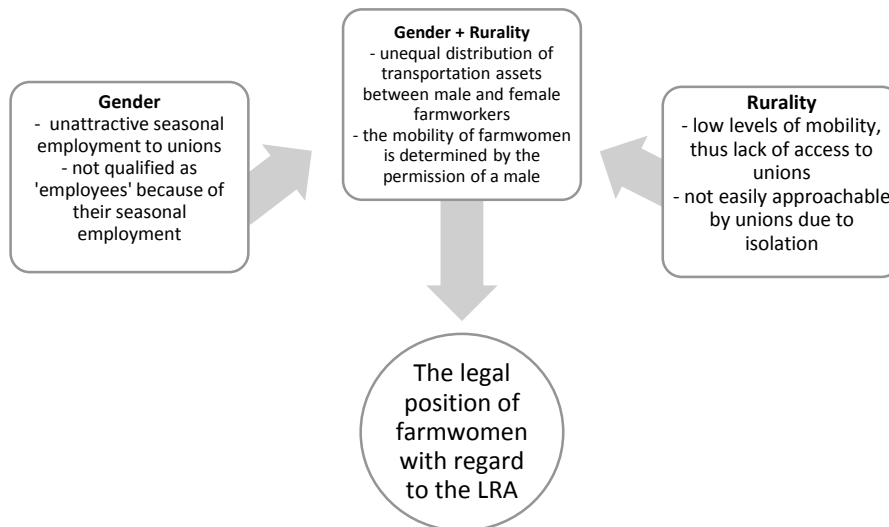 Gender
- unattractive seasonal
employment to unions
- not qualified as
'employees' because of
their seasonal
employment
Gender + Rurality
- unequal distribution of
transportation assets
between male and female
farmworkers
- the mobility of farmwomen
is determined by the
permission of a male
Rurality
- low levels of mobility,
thus lack of access to
unions
- not easily approachable
by unions due to
isolation
The legal
position of
farmwomen
with regard
to the LRA